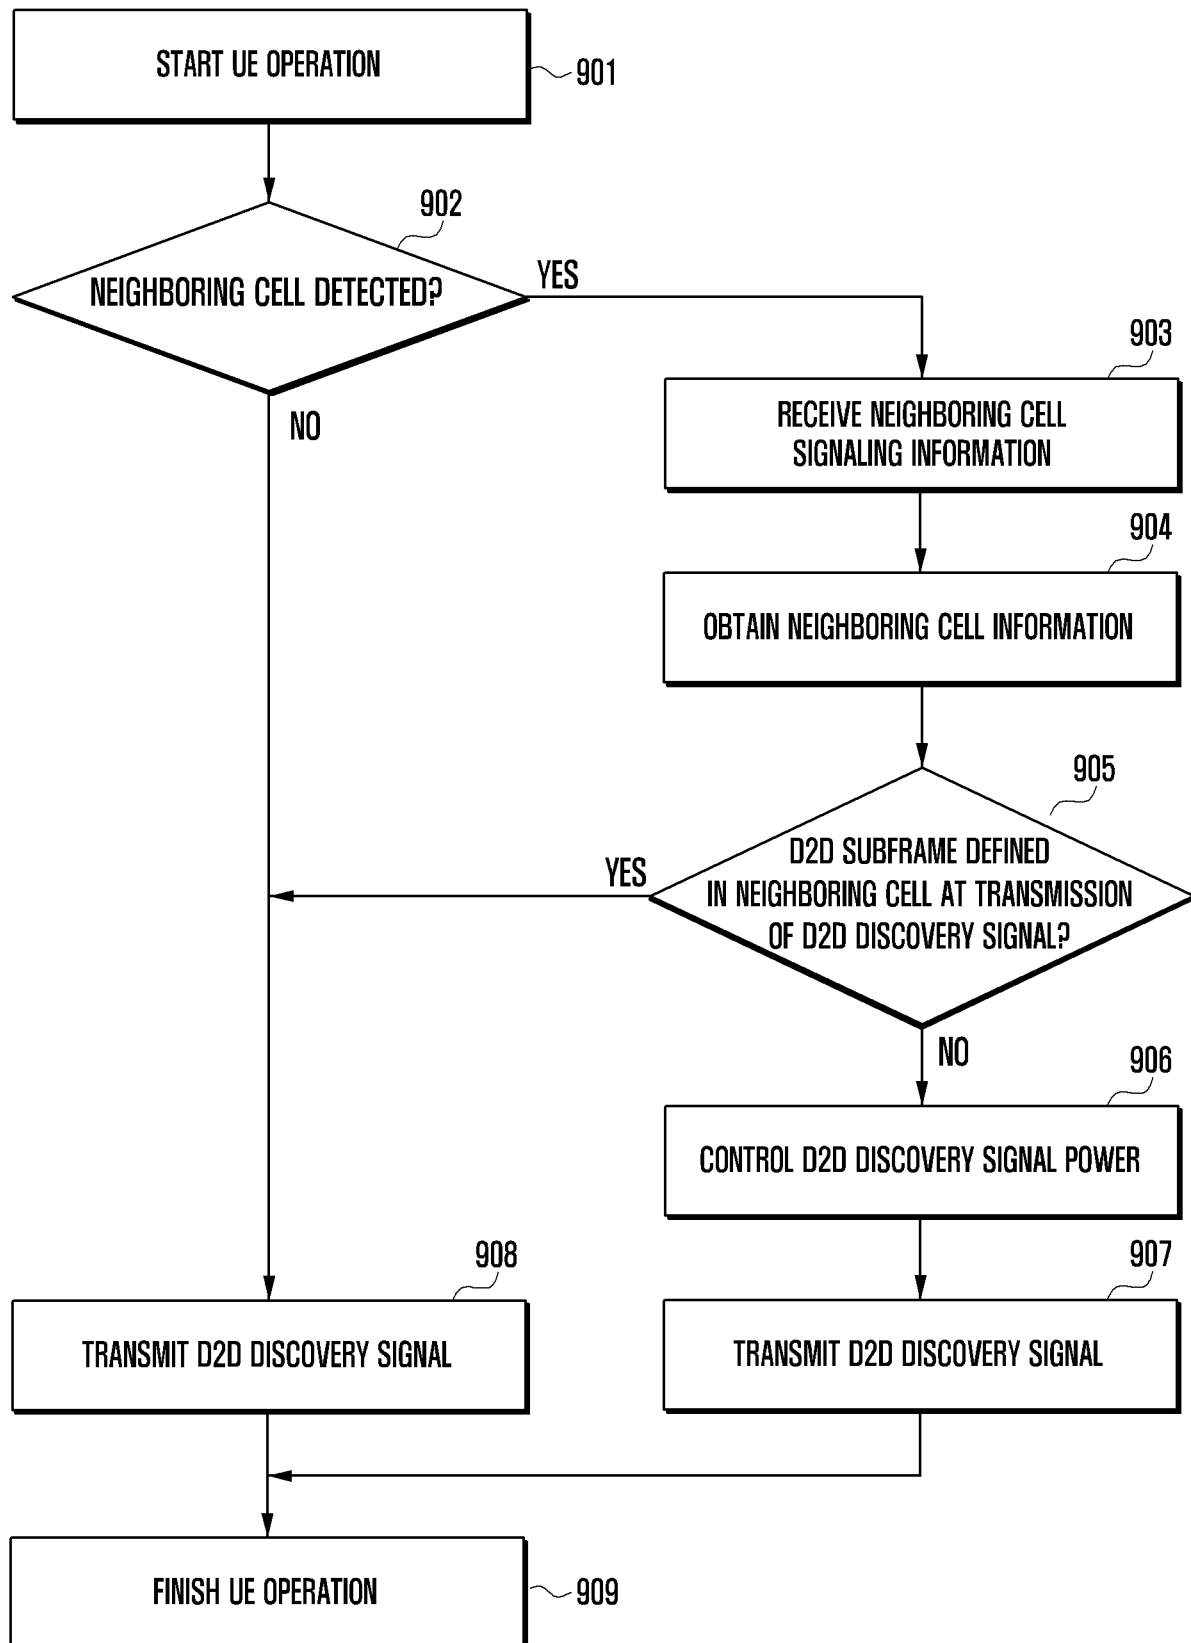 START UE OPERATION
901
902
NEIGHBORING CELL DETECTED?
YES
NO
903
RECEIVE NEIGHBORING CELL
SIGNALING INFORMATION
904
OBTAIN NEIGHBORING CELL INFORMATION
905
D2D SUBFRAME DEFINED
IN NEIGHBORING CELL AT TRANSMISSION
OF D2D DISCOVERY SIGNAL?
YES
NO
906
CONTROL D2D DISCOVERY SIGNAL POWER
908
TRANSMIT D2D DISCOVERY SIGNAL
907
TRANSMIT D2D DISCOVERY SIGNAL
FINISH UE OPERATION
909